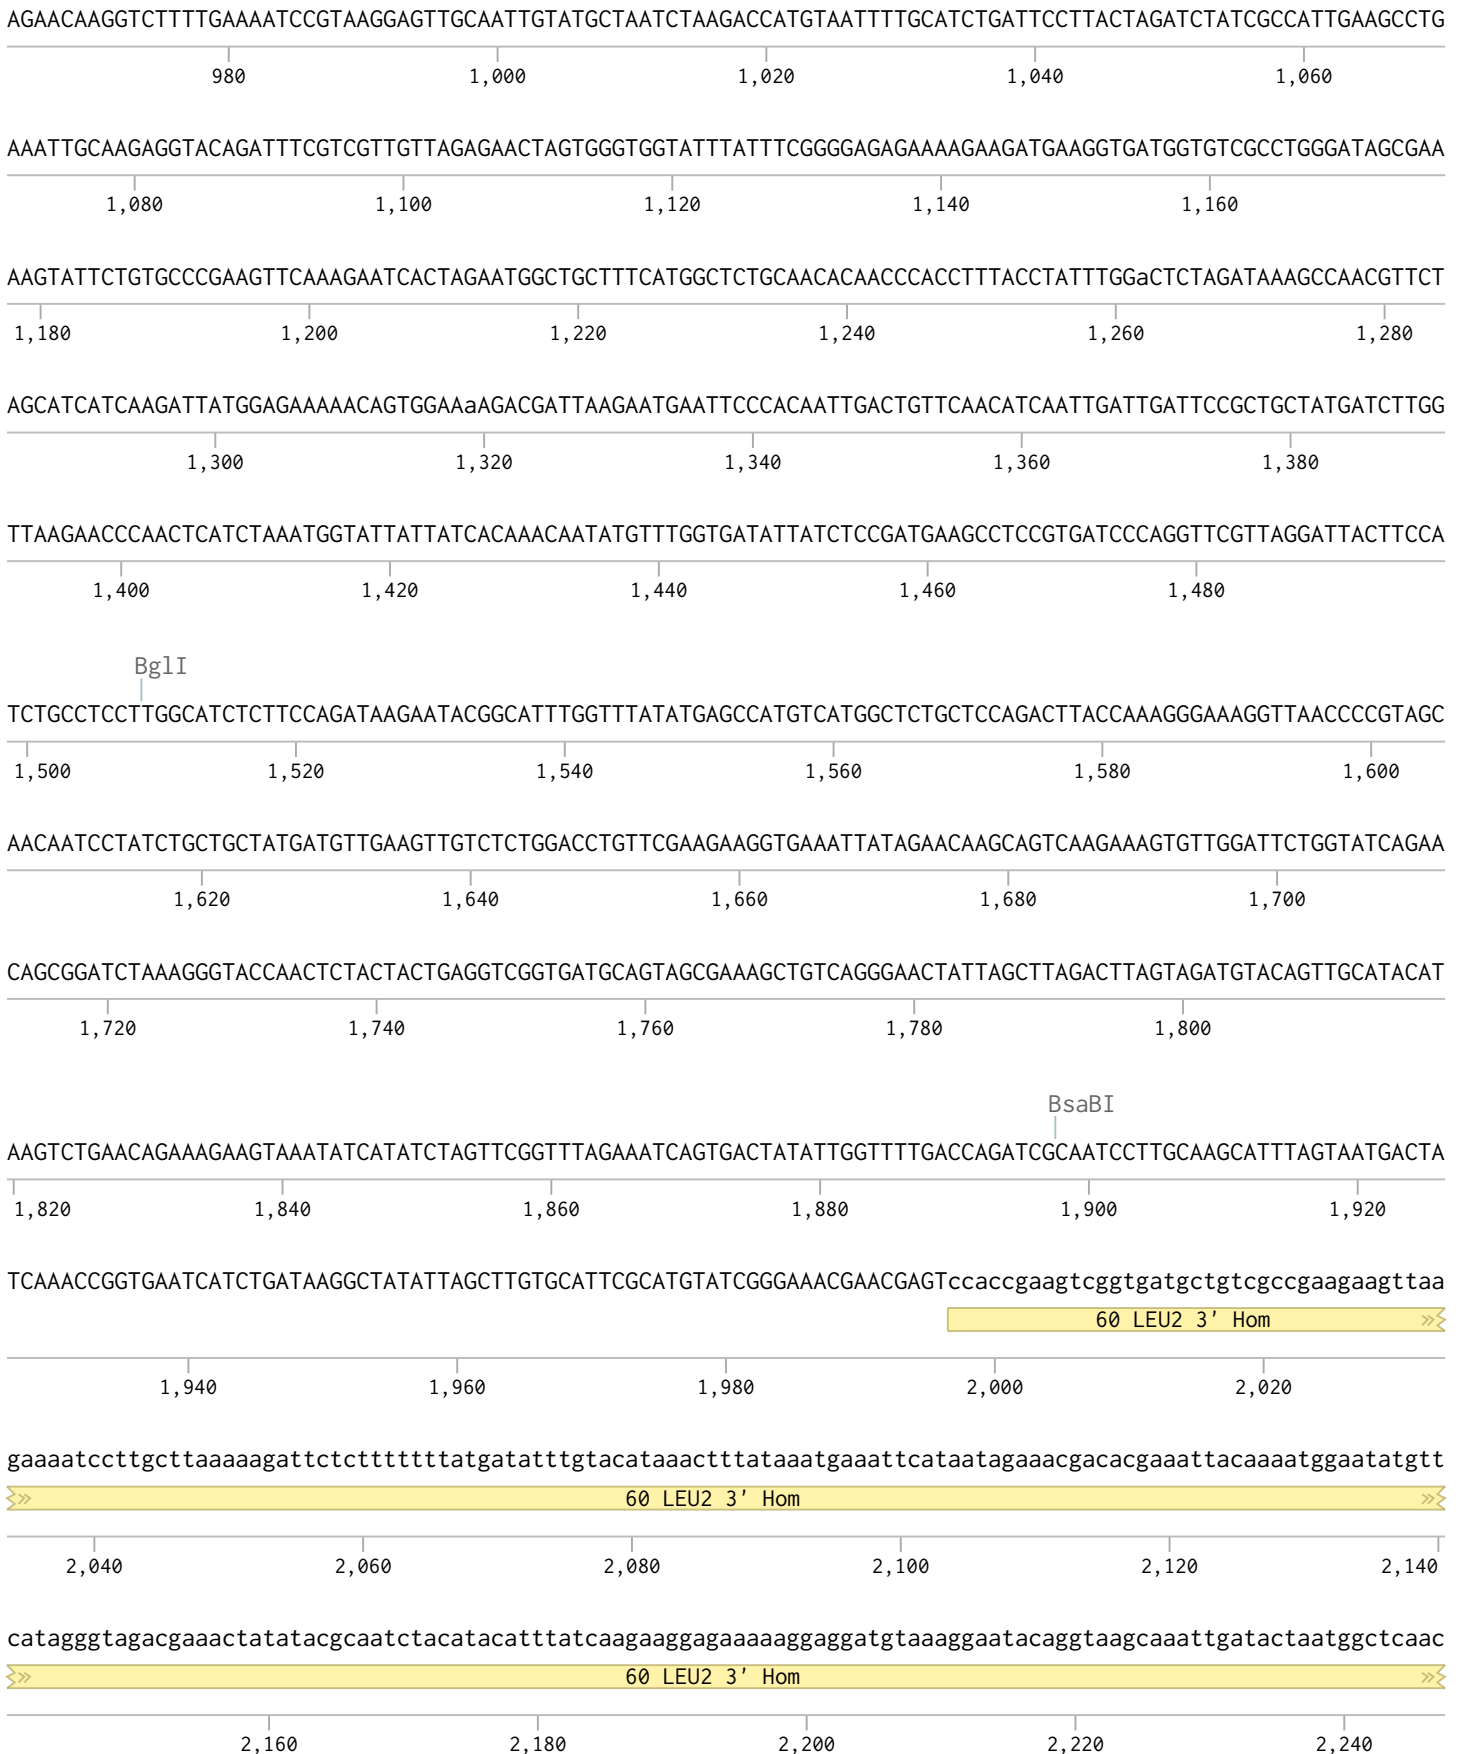 AGAACAAGGTCTTTTGAAAATCCGTAAGGAGTTGCAATTGTATGCTAATCTAAGACCATGTAATTTTGCATCTGATTCCTTACTAGATCTATCGCCATTGAAGCCTG
980 1,000 1,020 1,040 1,060
AAATTGCAAGAGGTACAGATTTCGTCGTTGTTAGAGAACTAGTGGGTGGTATTTATTTCGGGGAGAGAAAAGAAGATGAAGGTGATGGTGTCGCCTGGGATAGCGAA
1,080 1,100 1,120 1,140 1,160
AAGTATTCTGTGCCCGAAGTTCAAAGAATCACTAGAATGGCTGCTTTCATGGCTCTGCAACACAACCCACCTTTACCTATTTGGaCTCTAGATAAAGCCAACGTTCT
1,180 1,200 1,220 1,240 1,260 1,280
AGCATCATCAAGATTATGGAGAAAAACAGTGGAAaAGACGATTAAGAATGAATTCCCACAATTGACTGTTCAACATCAATTGATTGATTCCGCTGCTATGATCTTGG
1,300 1,320 1,340 1,360 1,380
TTAAGAACCCAACTCATCTAAATGGTATTATTATCACAAACAATATGTTTGGTGATATTATCTCCGATGAAGCCTCCGTGATCCCAGGTTCGTTAGGATTACTTCCA
1,400 1,420 1,440 1,460 1,480
BglI
TCTGCCTCCTTGGCATCTCTTCCAGATAAGAATACGGCATTTGGTTTATATGAGCCATGTCATGGCTCTGCTCCAGACTTACCAAAGGGAAAGGTTAACCCCGTAGC
1,500 1,520 1,540 1,560 1,580 1,600
AACAATCCTATCTGCTGCTATGATGTTGAAGTTGTCTCTGGACCTGTTCGAAGAAGGTGAAATTATAGAACAAGCAGTCAAGAAAGTGTTGGATTCTGGTATCAGAA
1,620 1,640 1,660 1,680 1,700
CAGCGGATCTAAAGGGTACCAACTCTACTACTGAGGTCGGTGATGCAGTAGCGAAAGCTGTCAGGGAACTATTAGCTTAGACTTAGTAGATGTACAGTTGCATACAT
1,720 1,740 1,760 1,780 1,800
BsaBI
AAGTCTGAACAGAAAGAAGTAAATATCATATCTAGTTCGGTTTAGAAATCAGTGACTATATTGGTTTTGACCAGATCGCAATCCTTGCAAGCATTTAGTAATGACTA
1,820 1,840 1,860 1,880 1,900 1,920
TCAAACCGGTGAATCATCTGATAAGGCTATATTAGCTTGTGCATTCGCATGTATCGGGAAACGAACGAGTccaccgaagtcggtgatgctgtcgccgaagaagttaa
60 LEU2 3' Hom
1,940 1,960 1,980 2,000 2,020
gaaaatccttgcttaaaaagattctctttttttatgatatttgtacataaactttataaatgaaattcataatagaaacgacacgaaattacaaaatggaatatgtt
60 LEU2 3' Hom
2,040 2,060 2,080 2,100 2,120 2,140
catagggtagacgaaactatatacgcaatctacatacatttatcaagaaggagaaaaaggaggatgtaaaggaatacaggtaagcaaattgatactaatggctcaac
60 LEU2 3' Hom
2,160 2,180 2,200 2,220 2,240